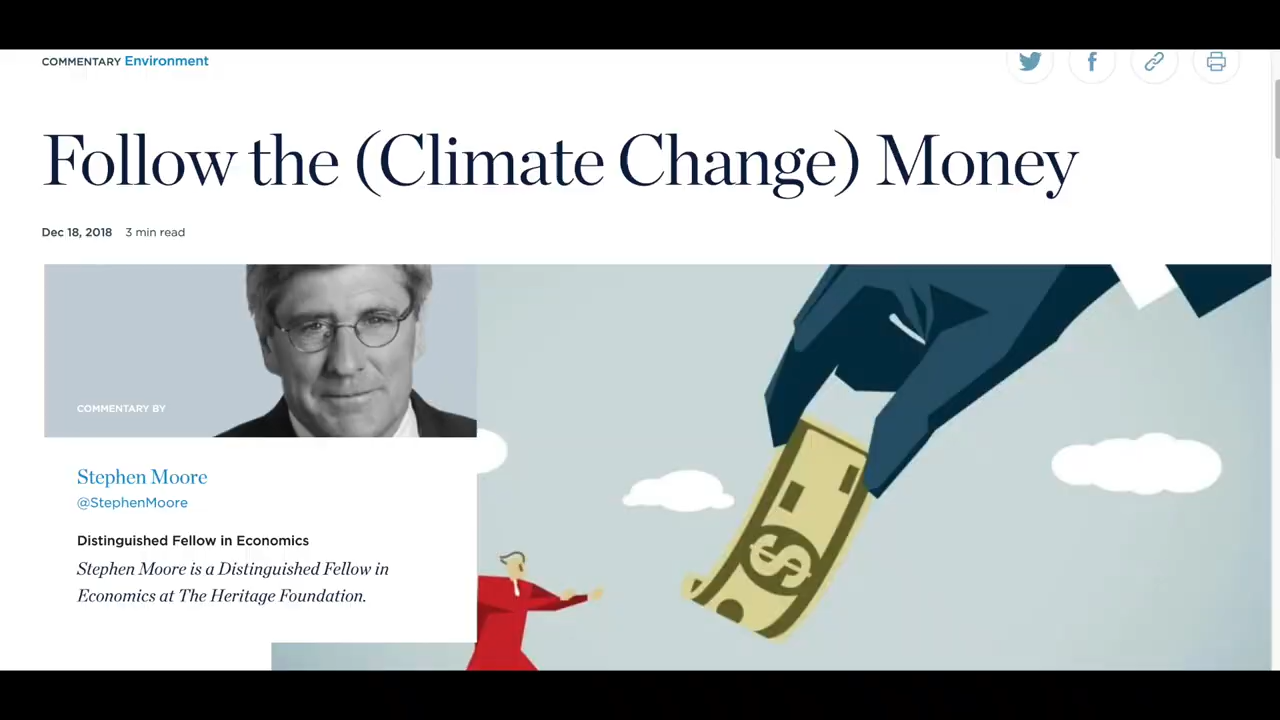 COMMENTARY Environment
Follow the (Climate Change) Money
Dec 18, 2018 3 min read
COMMENTARY BY
Stephen Moore
@StephenMoore
Distinguished Fellow in Economics
Stephen Moore is a Distinguished Fellow in
Economics at The Heritage Foundation.